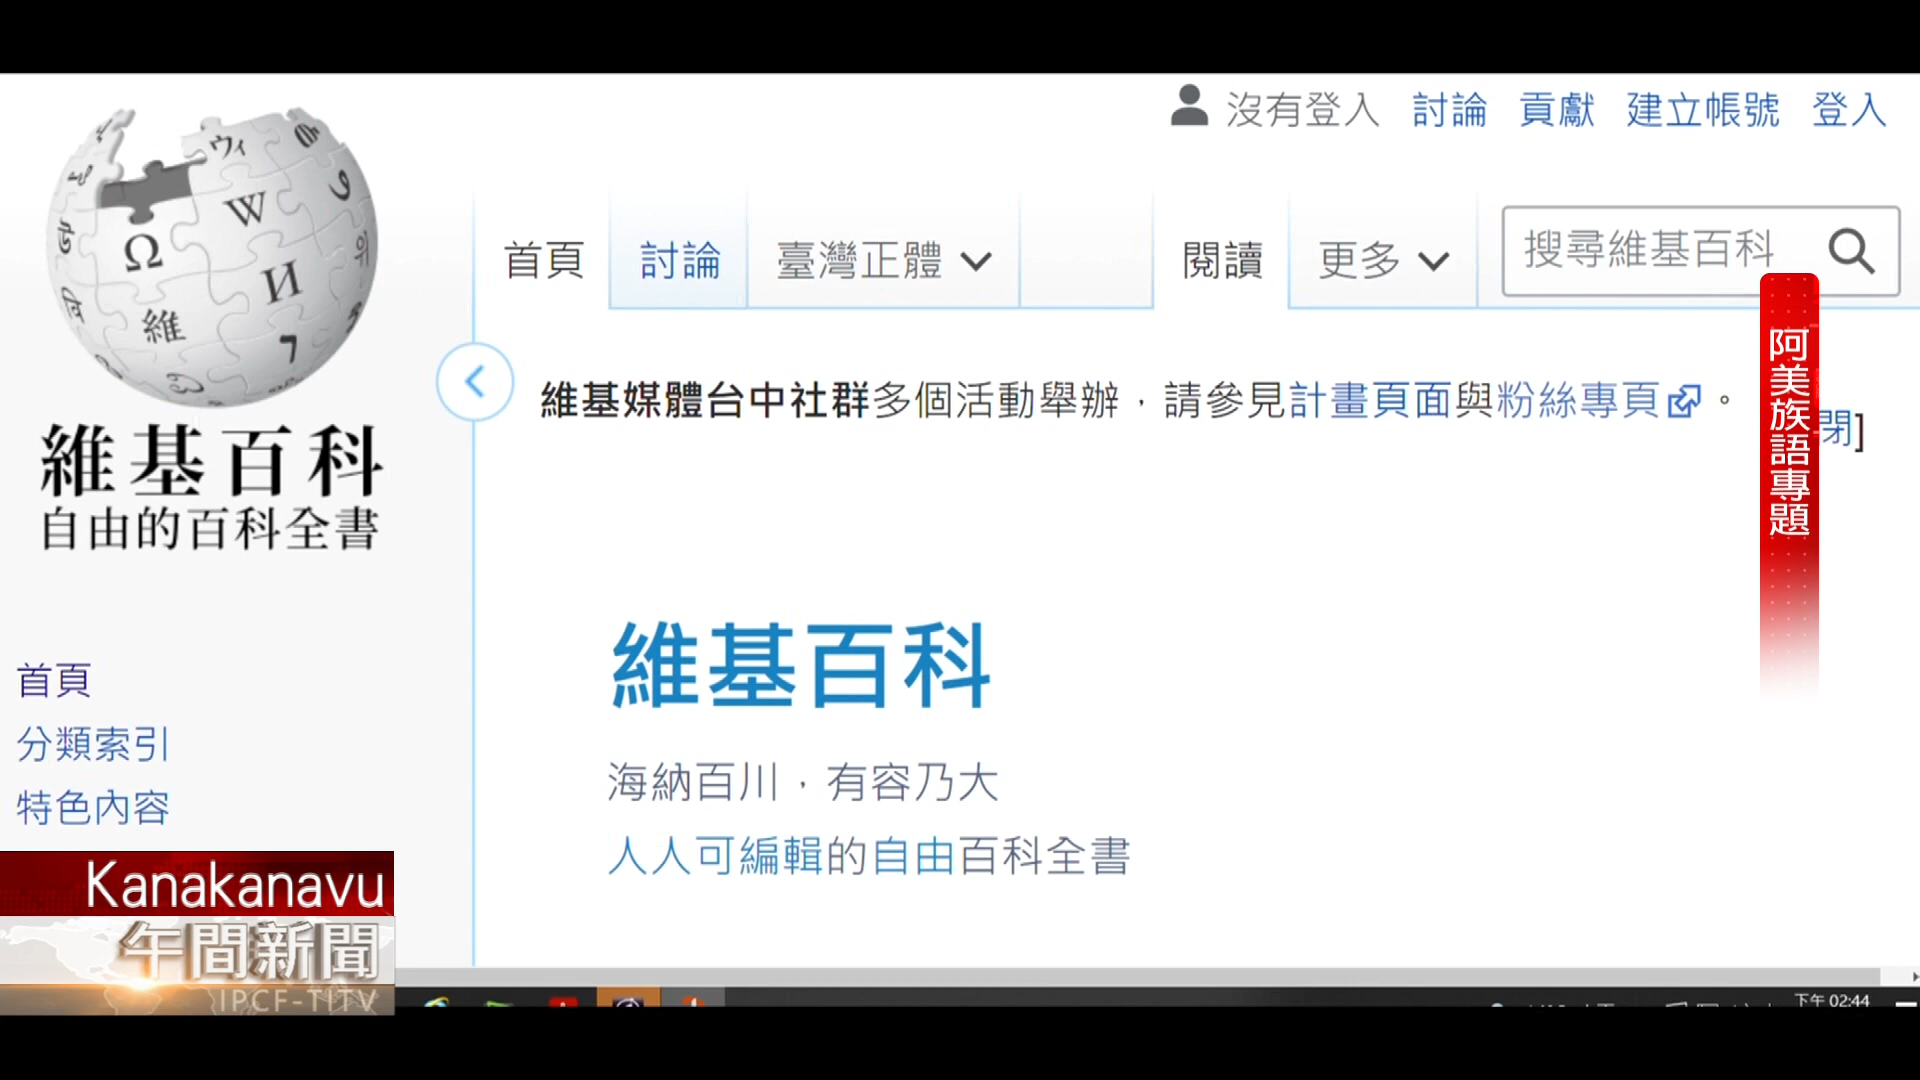 沒有登入 討論 貢獻 建立帳號 登入
首頁 討論 臺灣正體 閱讀 更多 搜尋維基百科
維基媒體台中社群多個活動舉辦，請參見計畫頁面與粉絲專頁。
閉]
阿美族語專題
維基百科
自由的百科全書
維基百科
海納百川，有容乃大
人人可編輯的自由百科全書
首頁
分類索引
特色內容
Kanakanavu
午間新聞
IPCF-TITV
下午 02:44